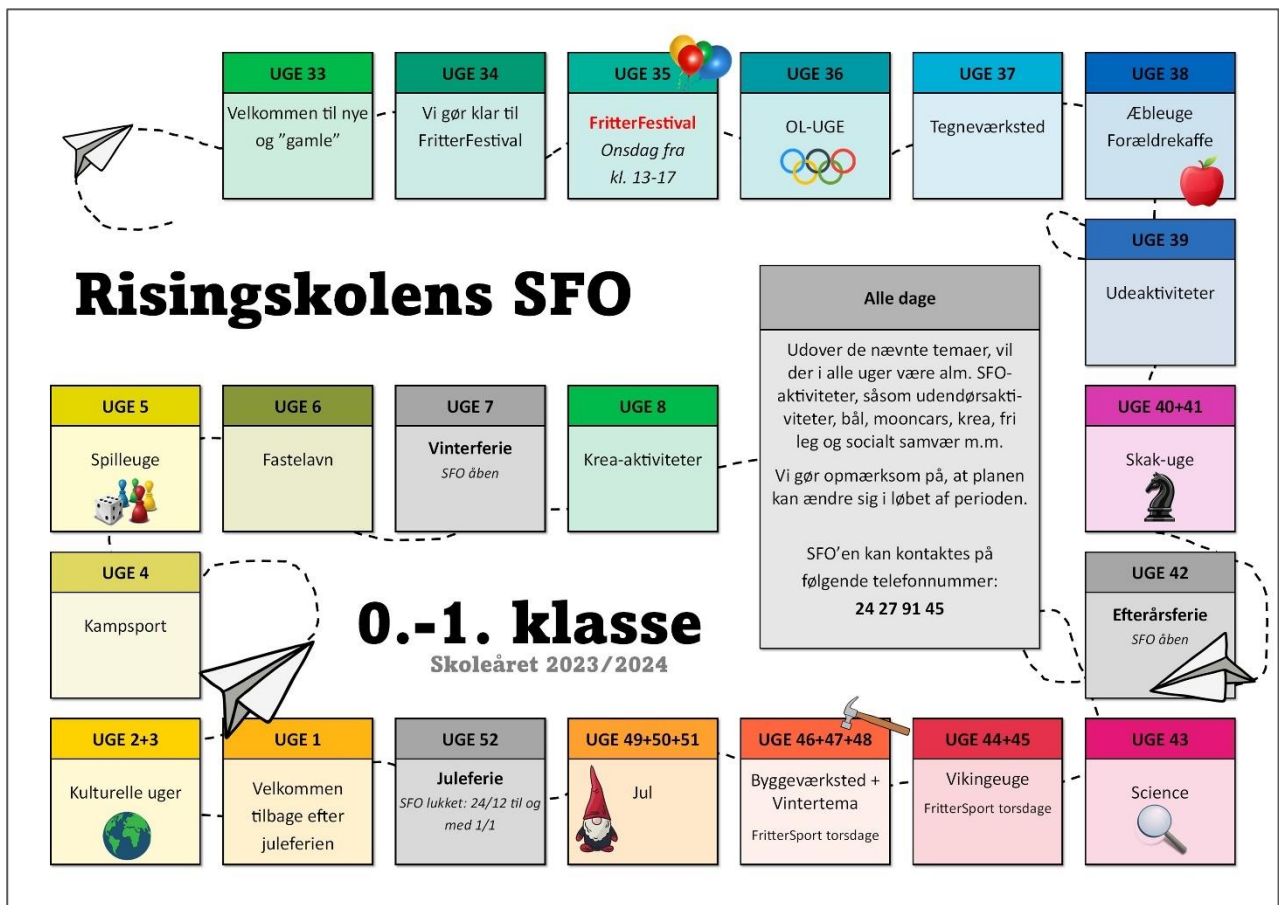 UGE 33
Velkommen til nye
og ”gamle”
UGE 34
Vi gør klar til
FritterFestival
UGE 35
FritterFestival
Onsdag fra
kl. 13-17
UGE 36
OL-UGE
UGE 37
Tegneværksted
UGE 38
Æbleuge
Forældrekaffe
UGE 39
Udeaktiviteter
Risingskolens SFO
Alle dage
Udover de nævnte temaer, vil
der i alle uger være alm. SFO-
aktiviteter, såsom udendørsakti-
viteter, bål, mooncars, krea, fri
leg og socialt samvær m.m.
Vi gør opmærksom på, at planen
kan ændre sig i løbet af perioden.
SFO’en kan kontaktes på
følgende telefonnummer:
24 27 91 45
UGE 40+41
Skak-uge
UGE 42
Efterårsferie
SFO åben
UGE 43
Science
UGE 44+45
Vikingeuge
FritterSport torsdage
UGE 46+47+48
Byggeværksted +
Vintertema
FritterSport torsdage
UGE 49+50+51
Jul
UGE 52
Juleferie
SFO lukket: 24/12 til og
med 1/1
UGE 1
Velkommen
tilbage efter
juleferien
UGE 2+3
Kulturelle uger
UGE 4
Kampsport
UGE 5
Spilleuge
UGE 6
Fastelavn
UGE 7
Vinterferie
SFO åben
UGE 8
Krea-aktiviteter
0.-1. klasse
Skoleåret 2023/2024